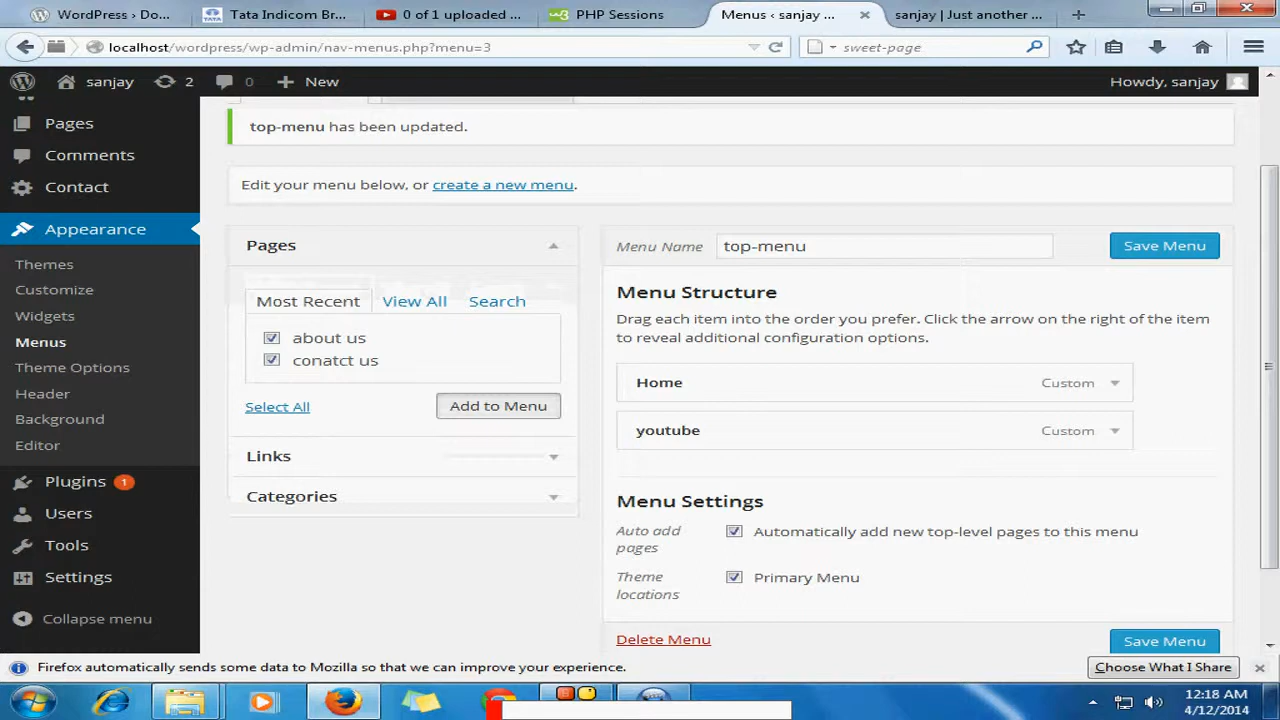 WordPress › Do...
Tata Indicom Br...
0 of 1 uploaded ...
PHP Sessions
Menus ‹ sanjay ...
sanjay | Just another ...
localhost/wordpress/wp-admin/nav-menus.php?menu=3
sweet-page
sanjay
2
0
New
Howdy, sanjay
Pages
Comments
Contact
Appearance
Themes
Customize
Widgets
Menus
Theme Options
Header
Background
Editor
Plugins 1
Users
Tools
Settings
Collapse menu
top-menu has been updated.
Edit your menu below, or create a new menu.
Pages
Most Recent
View All
Search
about us
conatct us
Select All
Add to Menu
Links
Categories
Menu Name
top-menu
Save Menu
Menu Structure
Drag each item into the order you prefer. Click the arrow on the right of the item
to reveal additional configuration options.
Home
Custom
youtube
Custom
Menu Settings
Auto add
pages
Automatically add new top-level pages to this menu
Theme
locations
Primary Menu
Delete Menu
Save Menu
Firefox automatically sends some data to Mozilla so that we can improve your experience.
Choose What I Share
12:18 AM
4/12/2014